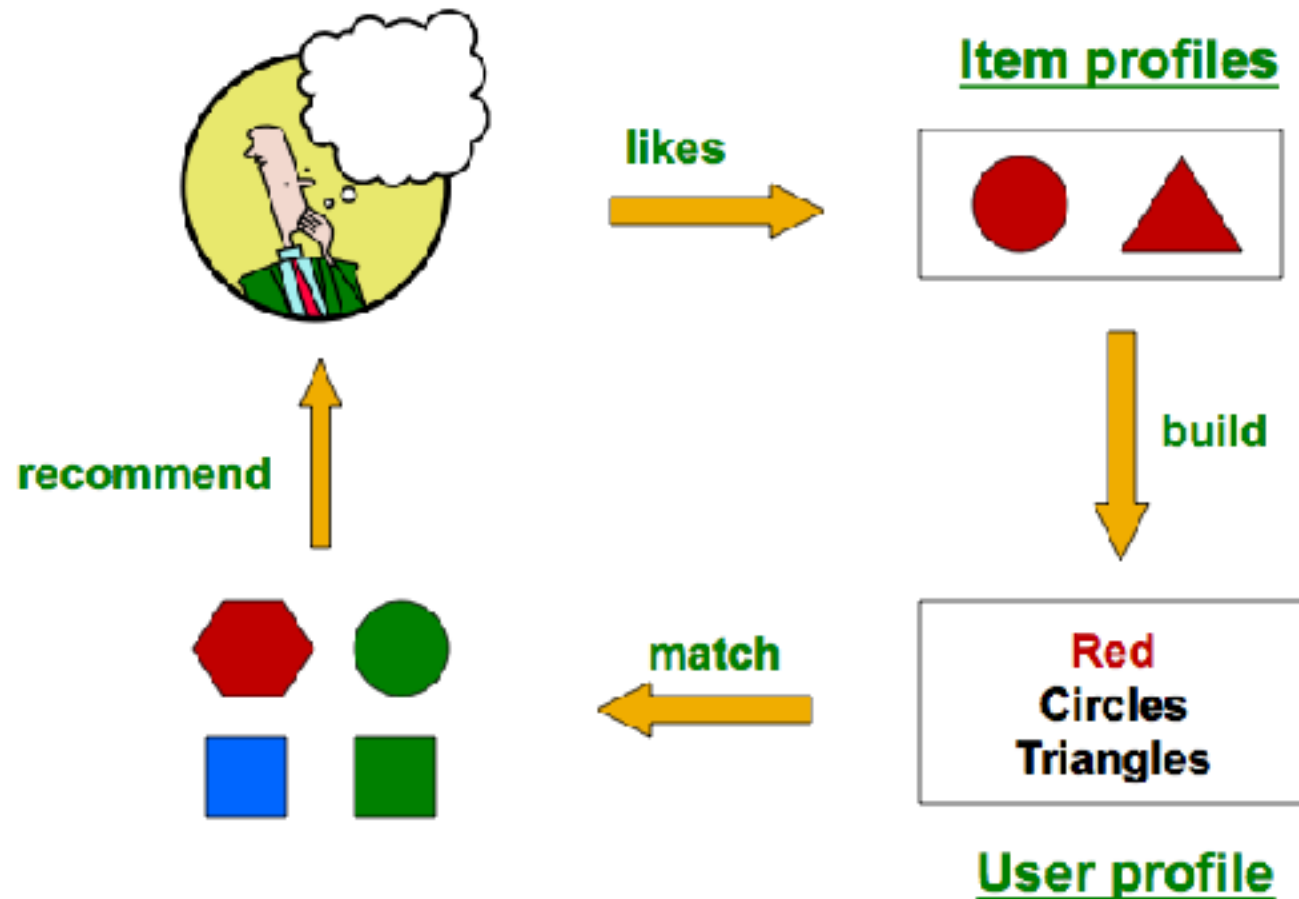 Item profiles
likes
build
recommend
match
Red
Circles
Triangles
User profile